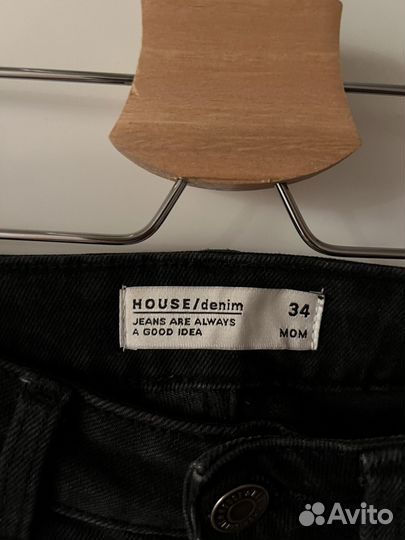 HOUSE/denim 34
JEANS ARE ALWAYS
A GOOD IDEA MOM
Avito